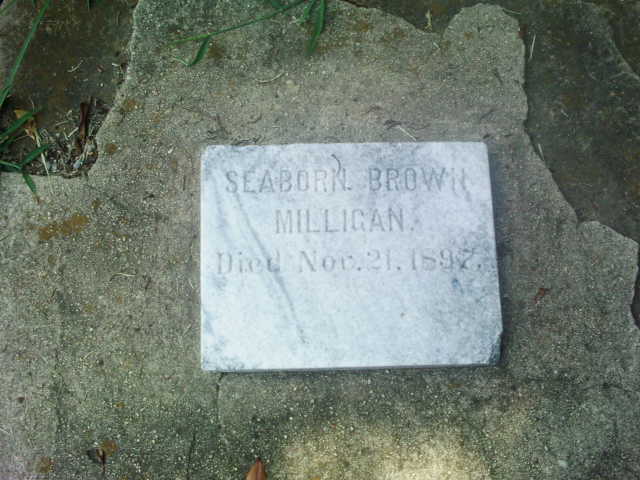 SEABORN. BROWN
MILLIGAN.
Died Nov. 21, 1897.